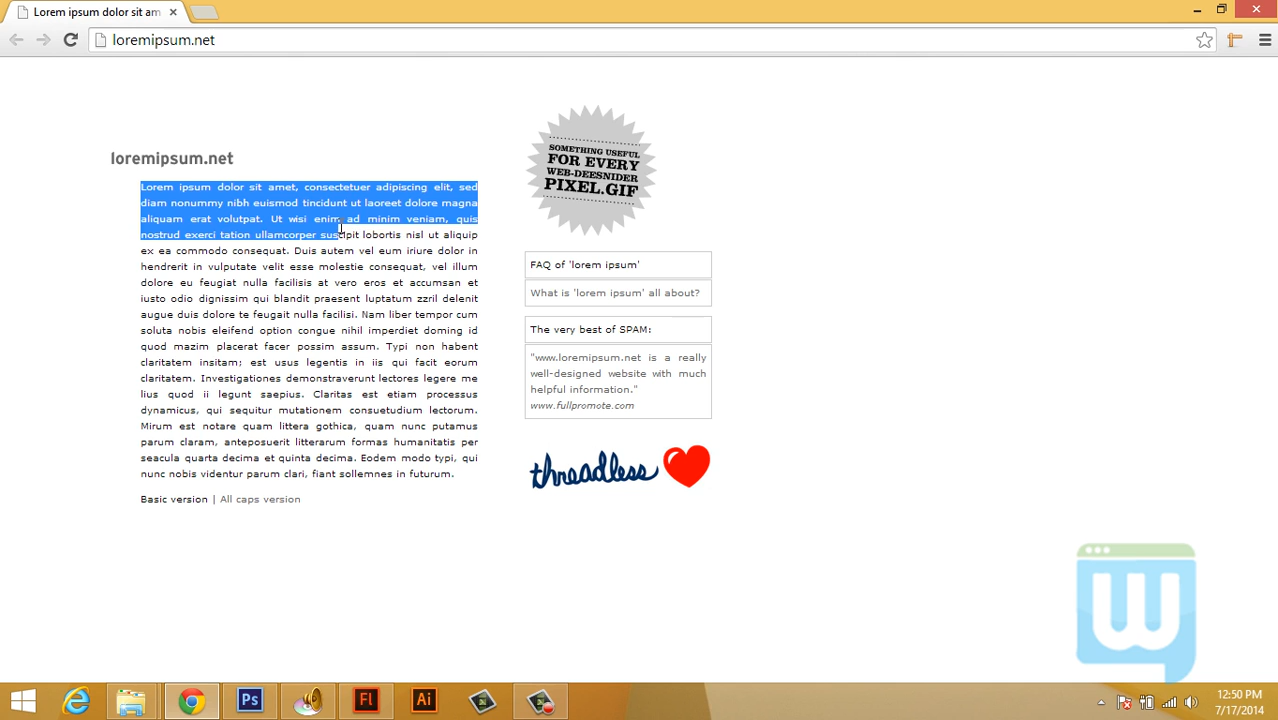 Lorem ipsum dolor sit am
loremipsum.net
loremipsum.net
Lorem ipsum dolor sit amet, consectetuer adipiscing elit, sed
diam nonummy nibh euismod tincidunt ut laoreet dolore magna
aliquam erat volutpat. Ut wisi enim ad minim veniam, quis
nostrud exerci tation ullamcorper suscipit lobortis nisl ut aliquip
ex ea commodo consequat. Duis autem vel eum iriure dolor in
hendrerit in vulputate velit esse molestie consequat, vel illum
dolore eu feugiat nulla facilisis at vero eros et accumsan et
iusto odio dignissim qui blandit praesent luptatum zzril delenit
augue duis dolore te feugait nulla facilisi. Nam liber tempor cum
soluta nobis eleifend option congue nihil imperdiet doming id
quod mazim placerat facer possim assum. Typi non habent
claritatem insitam; est usus legentis in iis qui facit eorum
claritatem. Investigationes demonstraverunt lectores legere me
lius quod ii legunt saepius. Claritas est etiam processus
dynamicus, qui sequitur mutationem consuetudium lectorum.
Mirum est notare quam littera gothica, quam nunc putamus
parum claram, anteposuerit litterarum formas humanitatis per
seacula quarta decima et quinta decima. Eodem modo typi, qui
nunc nobis videntur parum clari, fiant sollemnes in futurum.
Basic version | All caps version
SOMETHING USEFUL
FOR EVERY
WEB-DEESNIDER
PIXEL.GIF
FAQ of 'lorem ipsum'
What is 'lorem ipsum' all about?
The very best of SPAM:
"www.loremipsum.net is a really
well-designed website with much
helpful information."
www.fullpromote.com
threadless
W
Ps
Fl
Ai
12:50 PM
7/17/2014